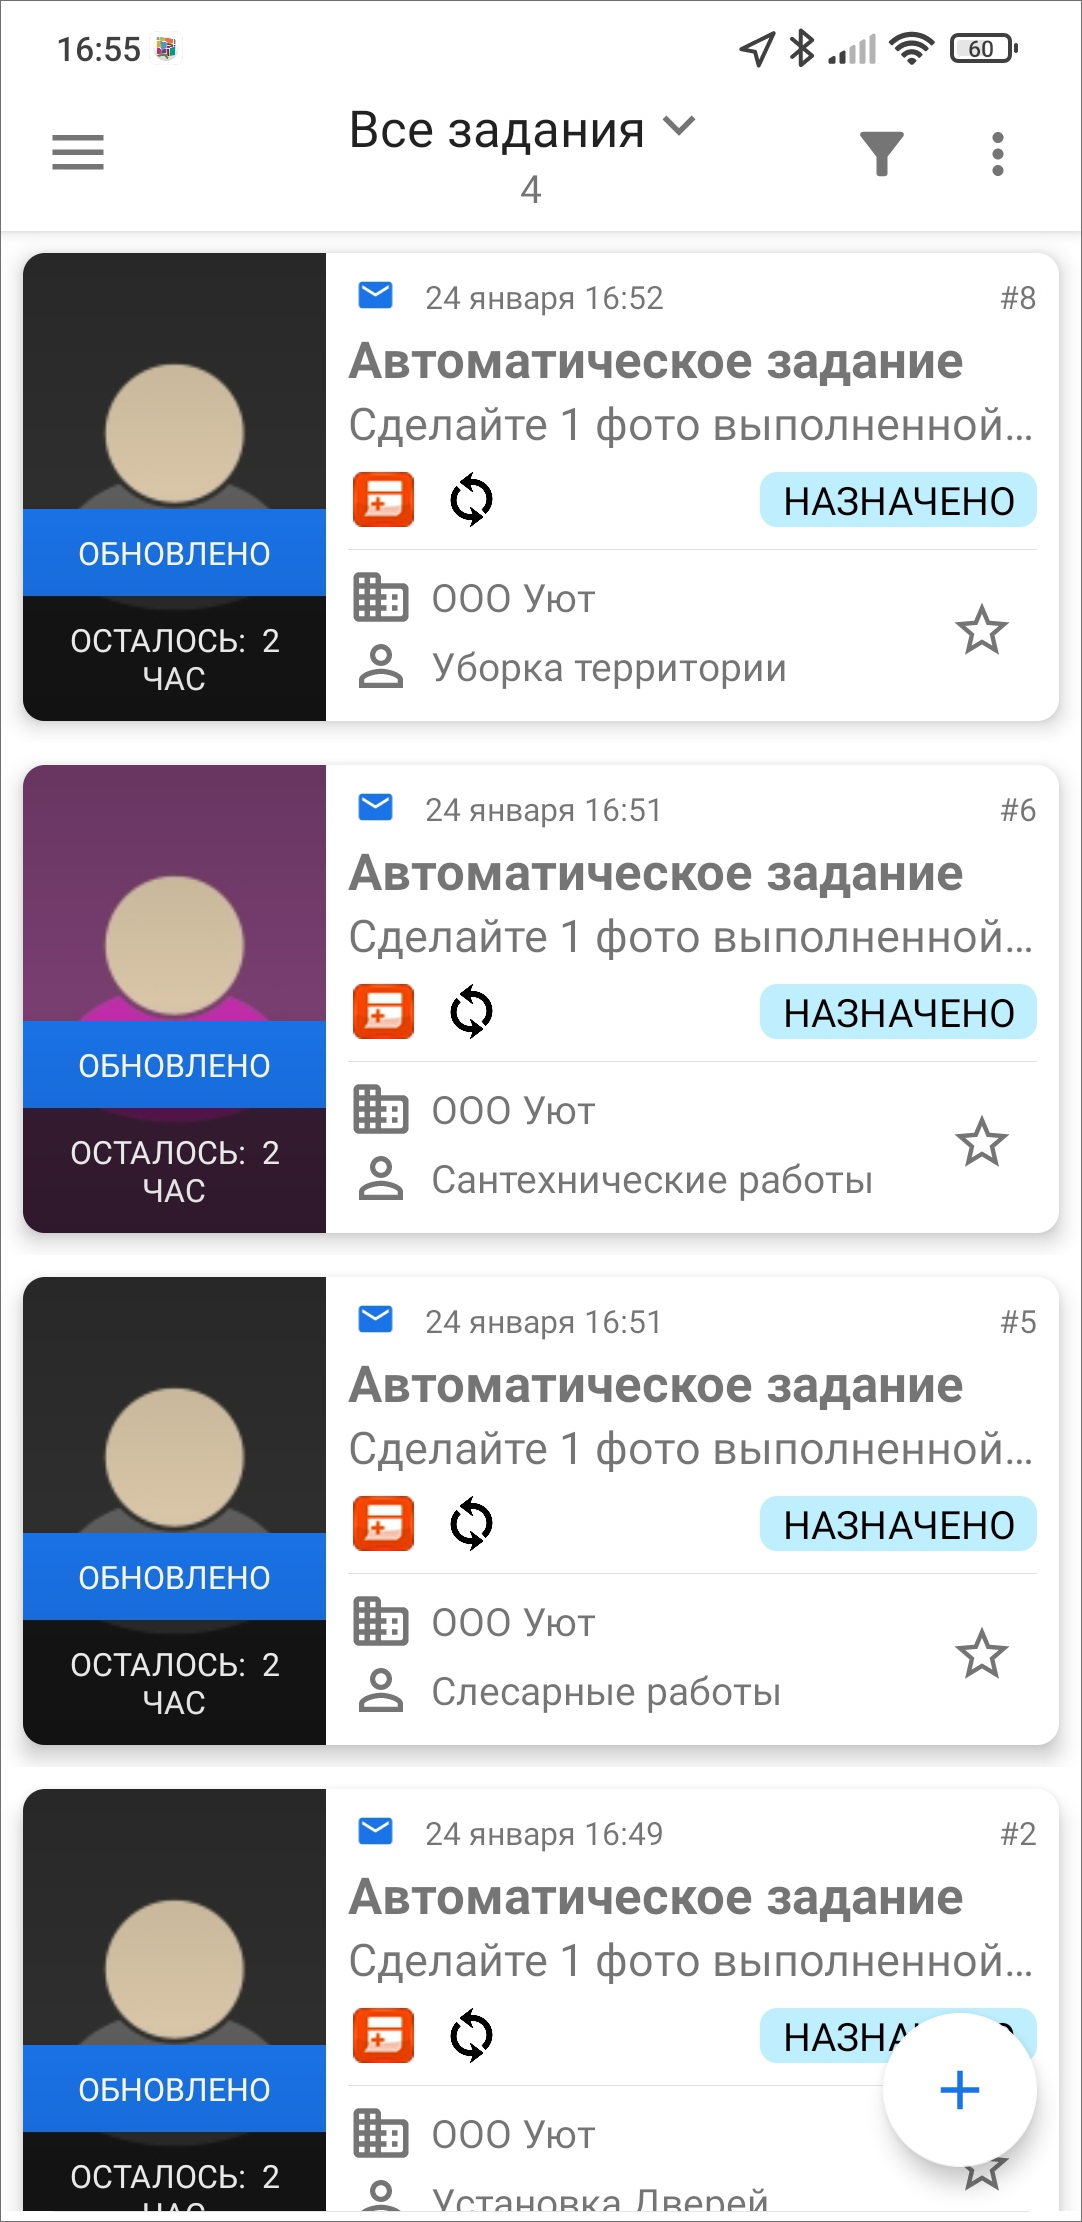 16:55
60
Все задания
4
24 января 16:52 #8
Автоматическое задание
Сделайте 1 фото выполненной...
НАЗНАЧЕНО
ОБНОВЛЕНО
ОСТАЛОСЬ: 2
ЧАС
ООО Уют
Уборка территории
24 января 16:51 #6
Автоматическое задание
Сделайте 1 фото выполненной...
НАЗНАЧЕНО
ОБНОВЛЕНО
ОСТАЛОСЬ: 2
ЧАС
ООО Уют
Сантехнические работы
24 января 16:51 #5
Автоматическое задание
Сделайте 1 фото выполненной...
НАЗНАЧЕНО
ОБНОВЛЕНО
ОСТАЛОСЬ: 2
ЧАС
ООО Уют
Слесарные работы
24 января 16:49 #2
Автоматическое задание
Сделайте 1 фото выполненной...
НАЗНАЧЕНО
ОБНОВЛЕНО
ОСТАЛОСЬ: 2
ЧАС
ООО Уют
Установка Дверей